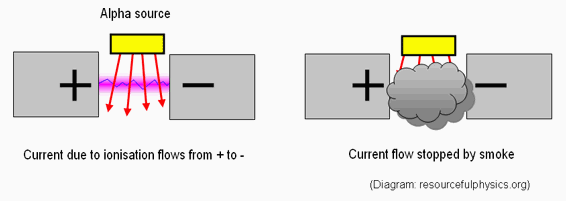 Alpha source
+ −
+ −
Current due to ionisation flows from + to -
Current flow stopped by smoke
(Diagram: resourcefulphysics.org)